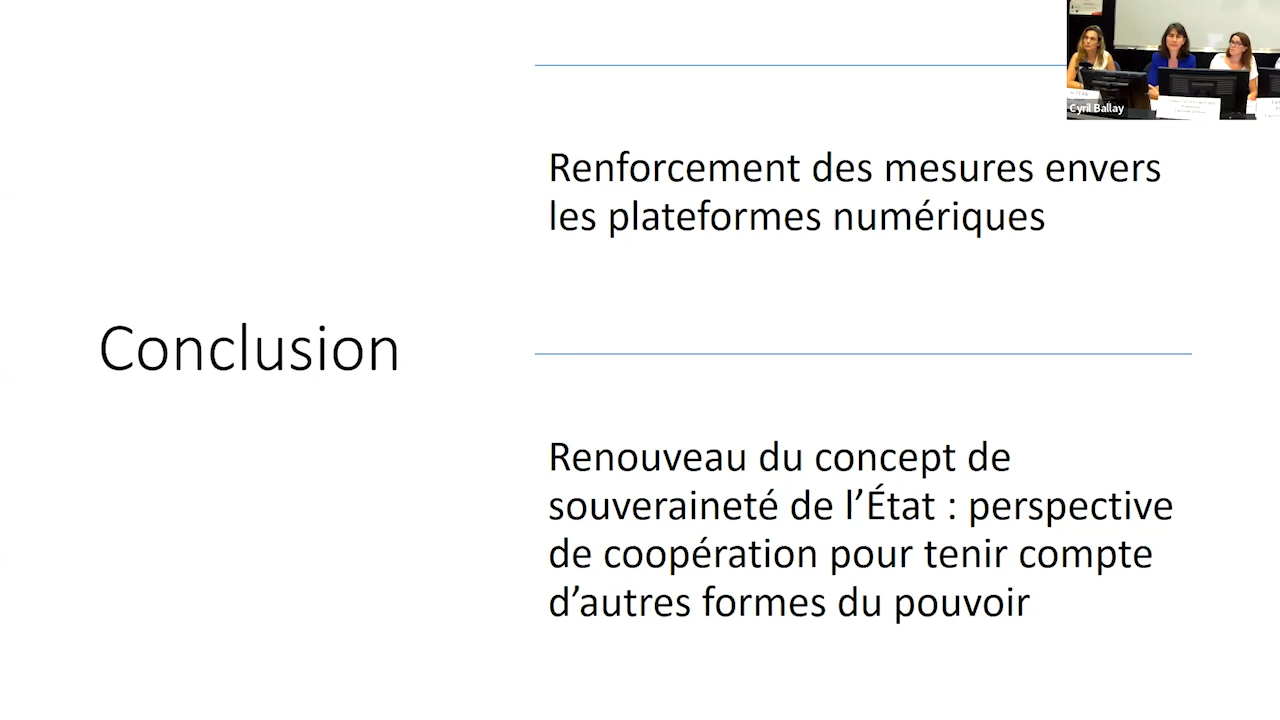 Conclusion
Renforcement des mesures envers
les plateformes numériques
Renouveau du concept de
souveraineté de l’État : perspective
de coopération pour tenir compte
d’autres formes du pouvoir
Cyril Ballay